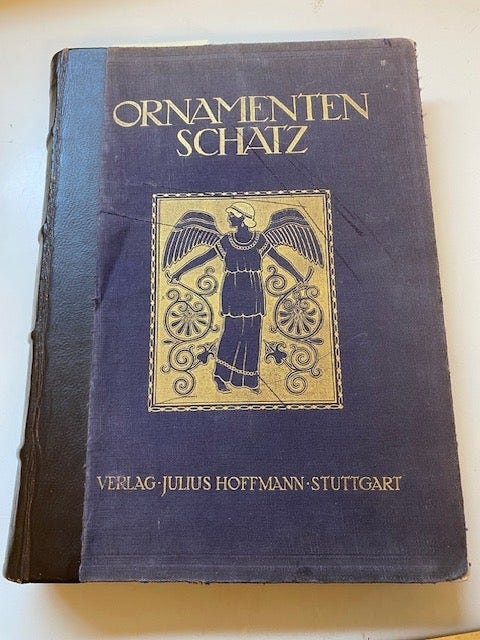 ORNAMENTEN
SCHATZ
VERLAG · JULIUS HOFFMANN · STUTTGART